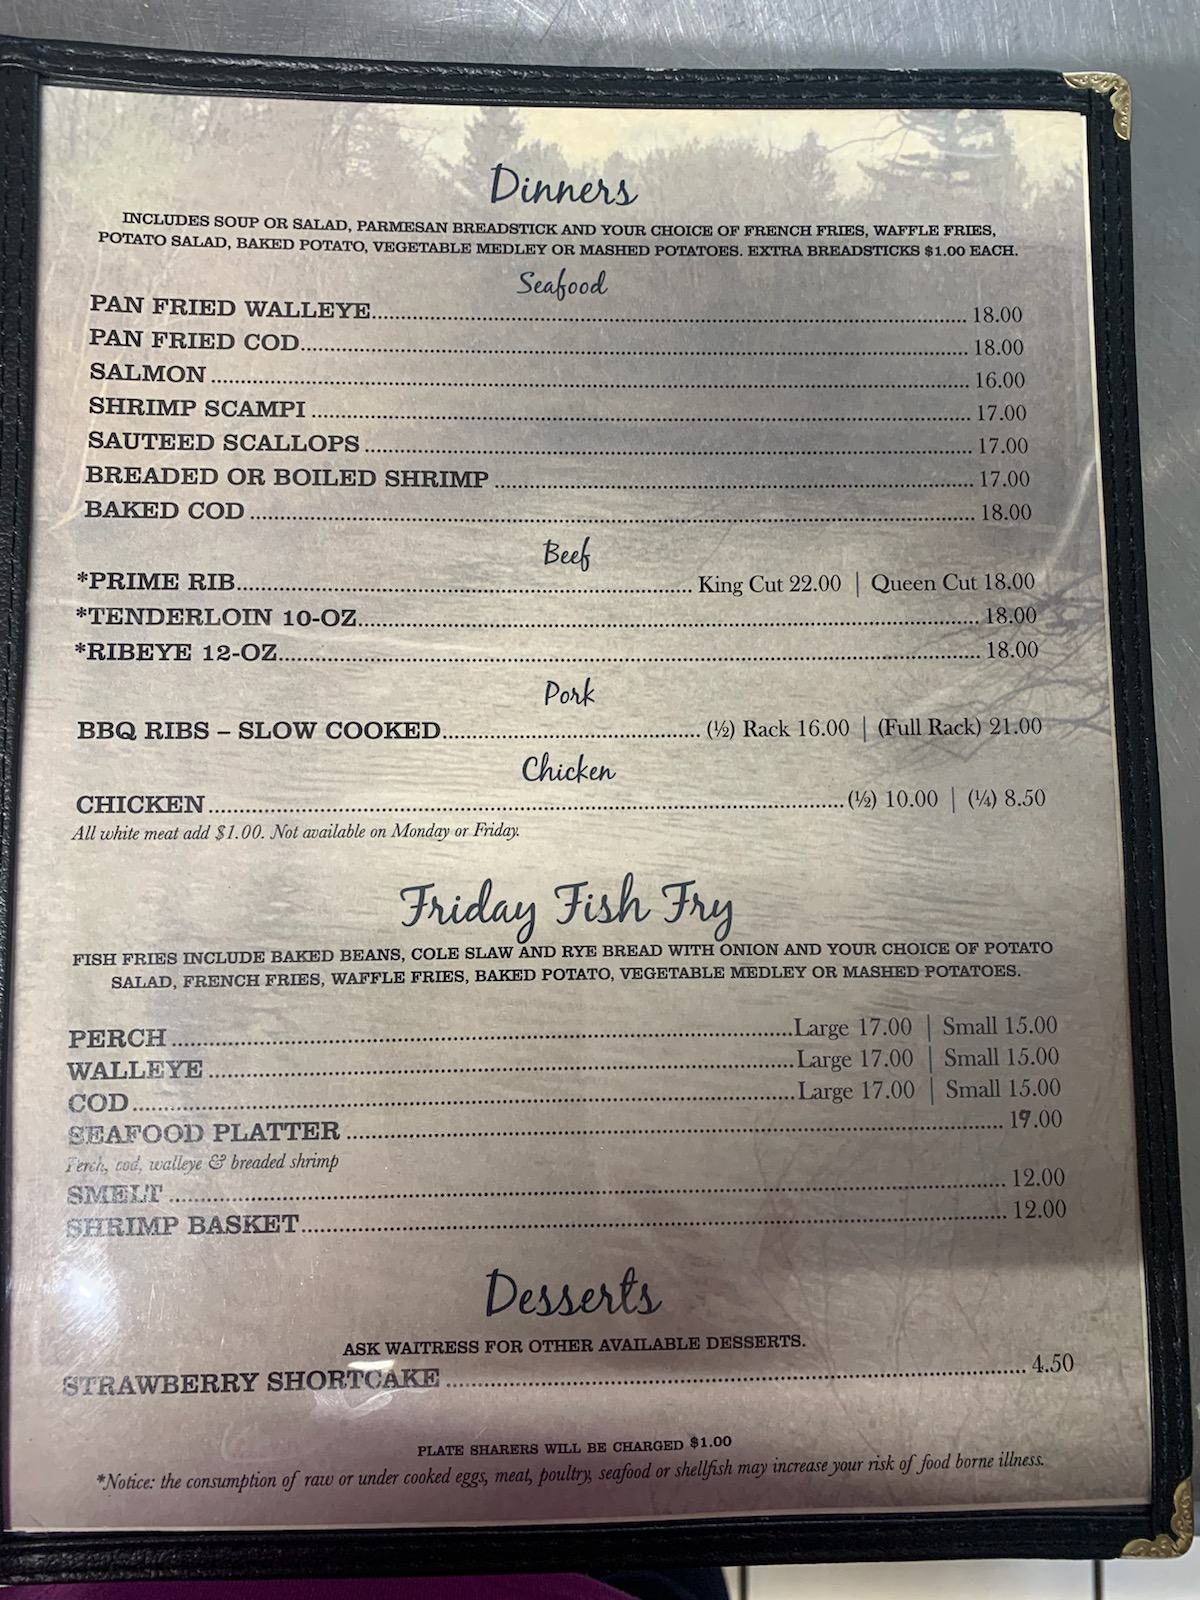 Dinners
INCLUDES SOUP OR SALAD, PARMESAN BREADSTICK AND YOUR CHOICE OF FRENCH FRIES, WAFFLE FRIES,
POTATO SALAD, BAKED POTATO, VEGETABLE MEDLEY OR MASHED POTATOES. EXTRA BREADSTICKS $1.00 EACH.
Seafood
PAN FRIED WALLEYE 18.00
PAN FRIED COD 18.00
SALMON 16.00
SHRIMP SCAMPI 17.00
SAUTEED SCALLOPS 17.00
BREADED OR BOILED SHRIMP 17.00
BAKED COD 18.00
Beef
*PRIME RIB King Cut 22.00 | Queen Cut 18.00
*TENDERLOIN 10-OZ 18.00
*RIBEYE 12-OZ 18.00
Pork
BBQ RIBS – SLOW COOKED (½) Rack 16.00 | (Full Rack) 21.00
Chicken
CHICKEN (½) 10.00 | (¼) 8.50
All white meat add $1.00. Not available on Monday or Friday.
Friday Fish Fry
FISH FRIES INCLUDE BAKED BEANS, COLE SLAW AND RYE BREAD WITH ONION AND YOUR CHOICE OF POTATO
SALAD, FRENCH FRIES, WAFFLE FRIES, BAKED POTATO, VEGETABLE MEDLEY OR MASHED POTATOES.
PERCH Large 17.00 | Small 15.00
WALLEYE Large 17.00 | Small 15.00
COD Large 17.00 | Small 15.00
SEAFOOD PLATTER 19.00
Perch, cod, walleye & breaded shrimp
SMELT 12.00
SHRIMP BASKET 12.00
Desserts
ASK WAITRESS FOR OTHER AVAILABLE DESSERTS.
STRAWBERRY SHORTCAKE 4.50
PLATE SHARERS WILL BE CHARGED $1.00
*Notice: the consumption of raw or under cooked eggs, meat, poultry, seafood or shellfish may increase your risk of food borne illness.